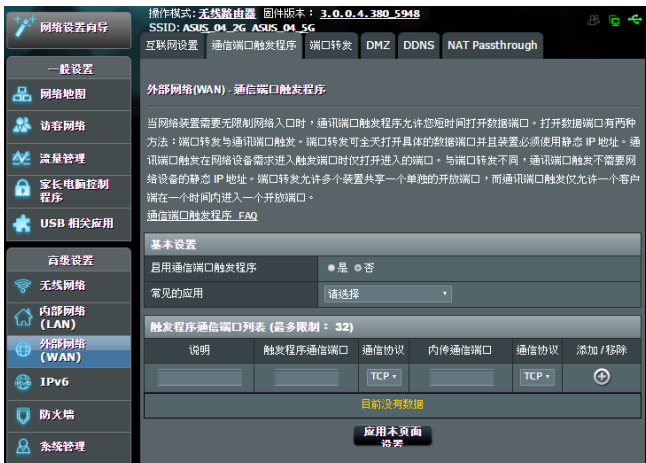 操作模式: 无线路由器 固件版本: 3.0.0.4.380_5948
SSID: ASUS_04_2G ASUS_04_5G
互联网设置 通信端口触发程序 端口转发 DMZ DDNS NAT Passthrough
网络设置向导
一般设置
网络地图
访客网络
流量管理
家长电脑控制
程序
USB 相关应用
高级设置
无线网络
内部网络
(LAN)
外部网络
(WAN)
IPv6
防火墙
系统管理
外部网络(WAN) - 通信端口触发程序
当网络装置需要无限制网络入口时，通讯端口触发程序允许您短时间打开数据端口。打开数据端口有两种
方法：端口转发与通讯端口触发。端口转发可全天打开具体的数据端口并且装置必须使用静态 IP 地址。通
讯端口触发在网络设备需求进入触发端口时仅打开进入的端口。与端口转发不同，通讯端口触发不需要网
络设备的静态 IP 地址。端口转发允许多个装置共享一个单独的开放端口，而通讯端口触发仅允许一个客户
端在一个时间内进入一个开放端口。
通信端口触发程序 FAQ
基本设置
启用通信端口触发程序 是 否
常见的应用 请选择
触发程序通信端口列表 (最多限制： 32)
说明 触发程序通信端口 通信协议 内传通信端口 通信协议 添加 / 移除
TCP TCP
目前没有数据
应用本页面
设置